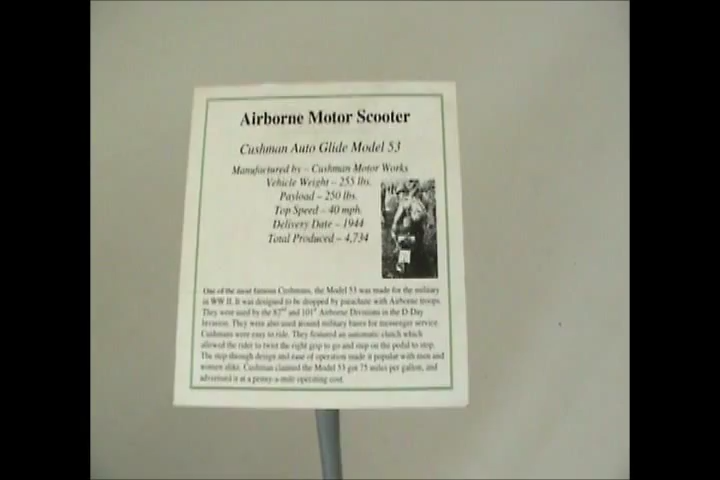 Airborne Motor Scooter
Cushman Auto Glide Model 53
Manufactured by – Cushman Motor Works
Vehicle Weight – 255 lbs.
Payload – 250 lbs.
Top Speed – 40 mph.
Delivery Date – 1944
Total Produced – 4,734
One of the most famous Cushmans, the Model 53 was made for the military
in WW II. It was designed to be dropped by parachute with Airborne troops.
They were used by the 82nd and 101st Airborne Divisions in the D-Day
Invasion. They were also used around military bases for messenger service.
Cushmans were easy to ride. They featured an automatic clutch which
allowed the rider to twist the right grip to go and step on the pedal to stop.
The step through design and ease of operation made it popular with men and
women alike. Cushman claimed the Model 53 got 75 miles per gallon, and
advertised it at a penny-a-mile operating cost.